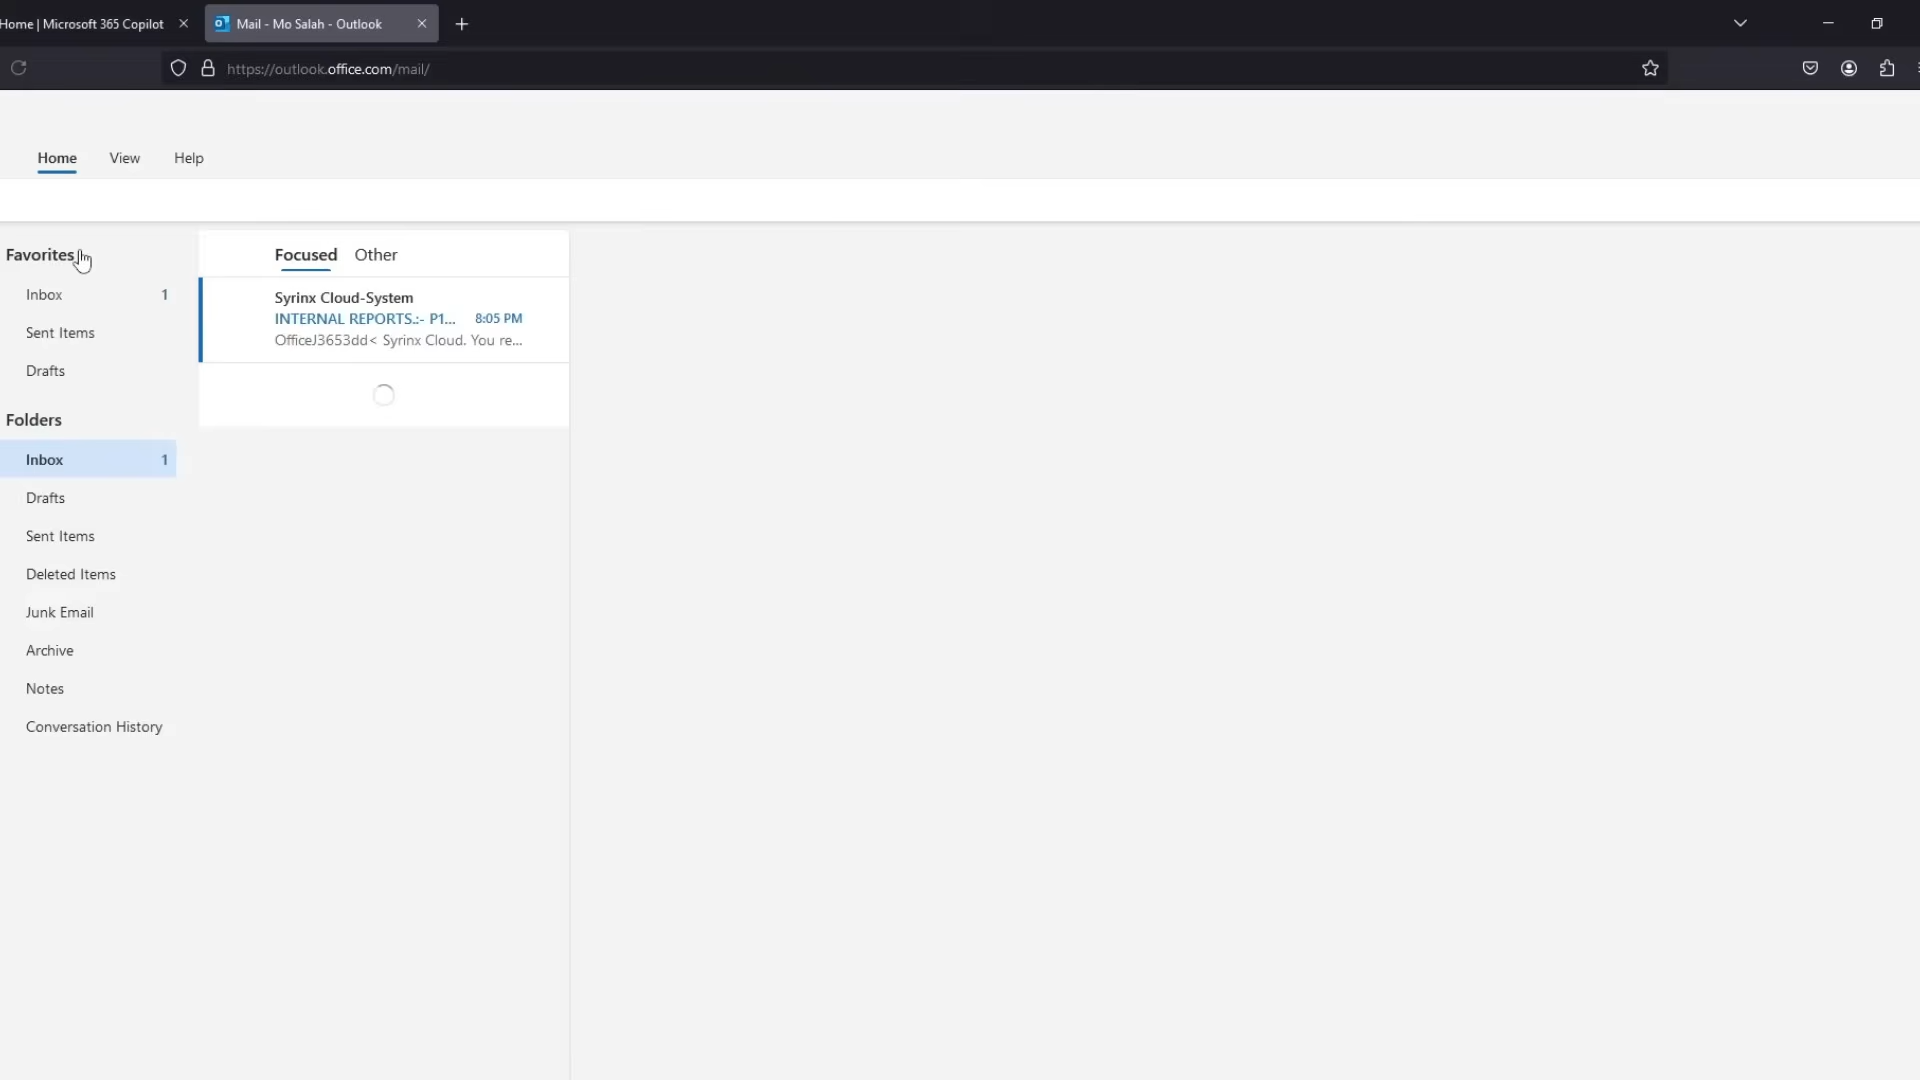 Home | Microsoft 365 Copilot
Mail - Mo Salah - Outlook
https://outlook.office.com/mail/
Home View Help
Favorites
Inbox 1
Sent Items
Drafts
Folders
Inbox 1
Drafts
Sent Items
Deleted Items
Junk Email
Archive
Notes
Conversation History
Focused Other
Syrinx Cloud-System
INTERNAL REPORTS.:- P1... 8:05 PM
OfficeJ3653dd< Syrinx Cloud. You re...